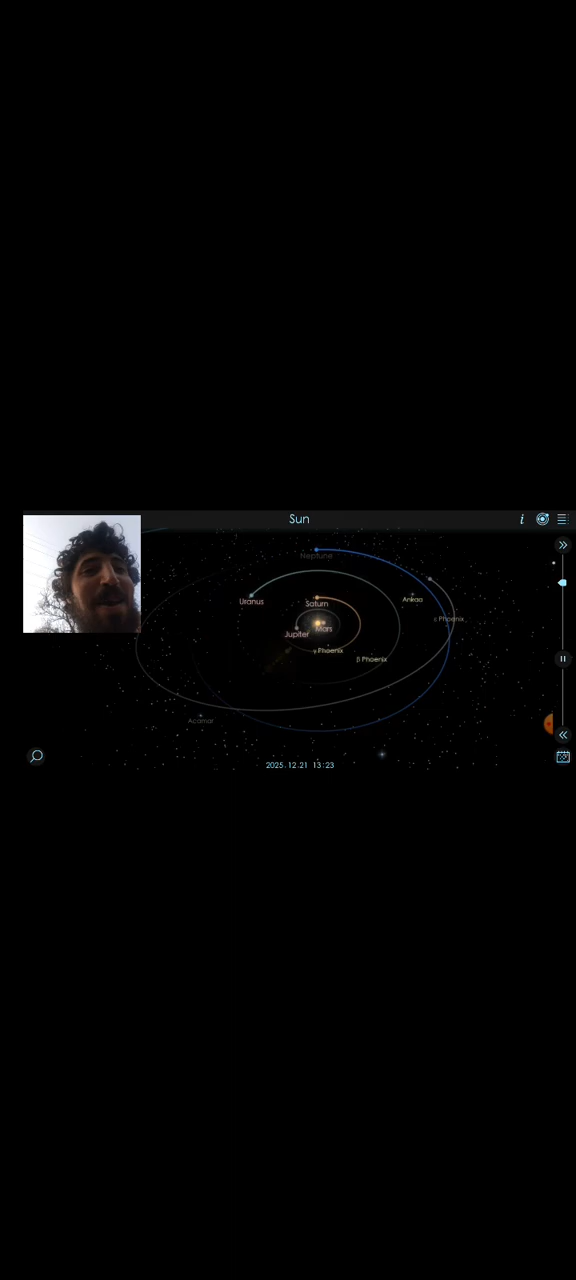 Sun
i
Neptune
Uranus
Saturn
Ankaa
ε Phoenix
Jupiter
Mars
γ Phoenix
β Phoenix
Acamar
2025.12.21 13:23